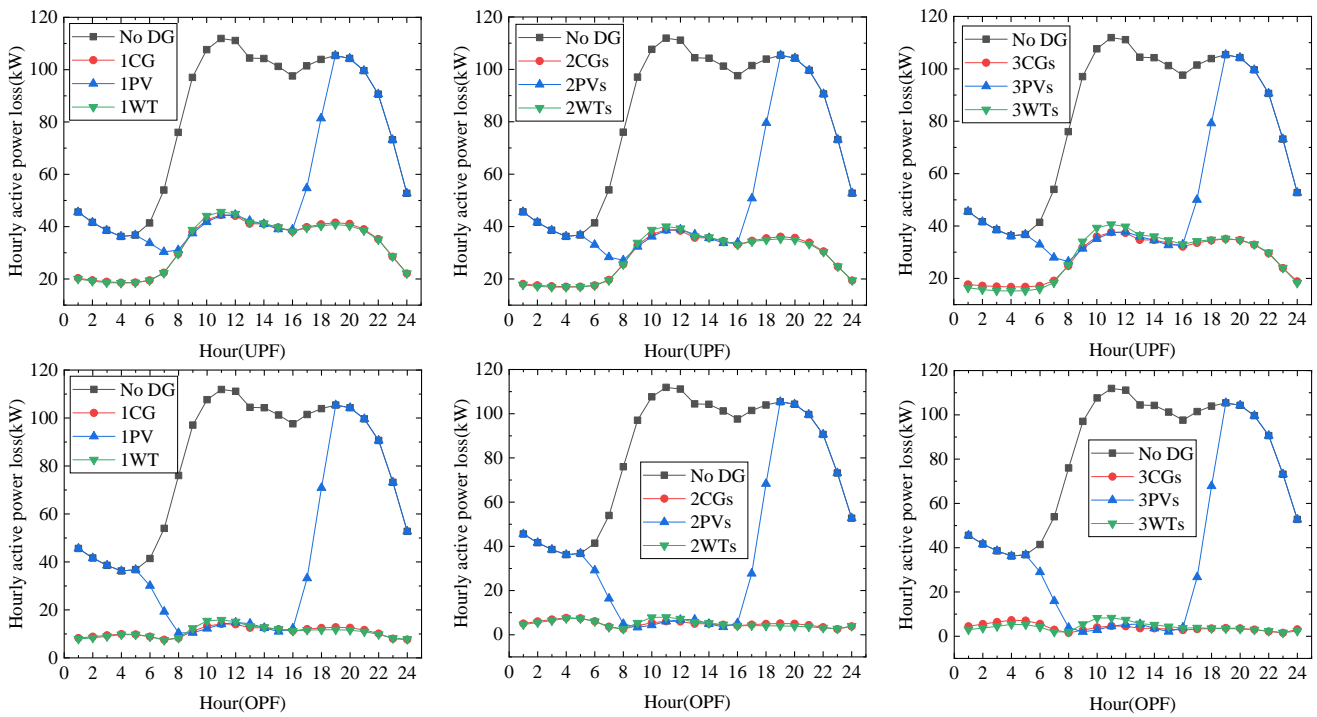 Hourly active power loss(kW)
120
100
80
60
40
20
0 2 4 6 8 10 12 14 16 18 20 22 24
Hour(UPF)
No DG
1CG
1PV
1WT
Hourly active power loss(kW)
120
100
80
60
40
20
0 2 4 6 8 10 12 14 16 18 20 22 24
Hour(UPF)
No DG
2CGs
2PVs
2WTs
Hourly active power loss(kW)
120
100
80
60
40
20
0 2 4 6 8 10 12 14 16 18 20 22 24
Hour(UPF)
No DG
3CGs
3PVs
3WTs
Hourly active power loss(kW)
120
100
80
60
40
20
0
0 2 4 6 8 10 12 14 16 18 20 22 24
Hour(OPF)
No DG
1CG
1PV
1WT
Hourly active power loss(kW)
120
100
80
60
40
20
0
0 2 4 6 8 10 12 14 16 18 20 22 24
Hour(OPF)
No DG
2CGs
2PVs
2WTs
Hourly active power loss(kW)
120
100
80
60
40
20
0
0 2 4 6 8 10 12 14 16 18 20 22 24
Hour(OPF)
No DG
3CGs
3PVs
3WTs